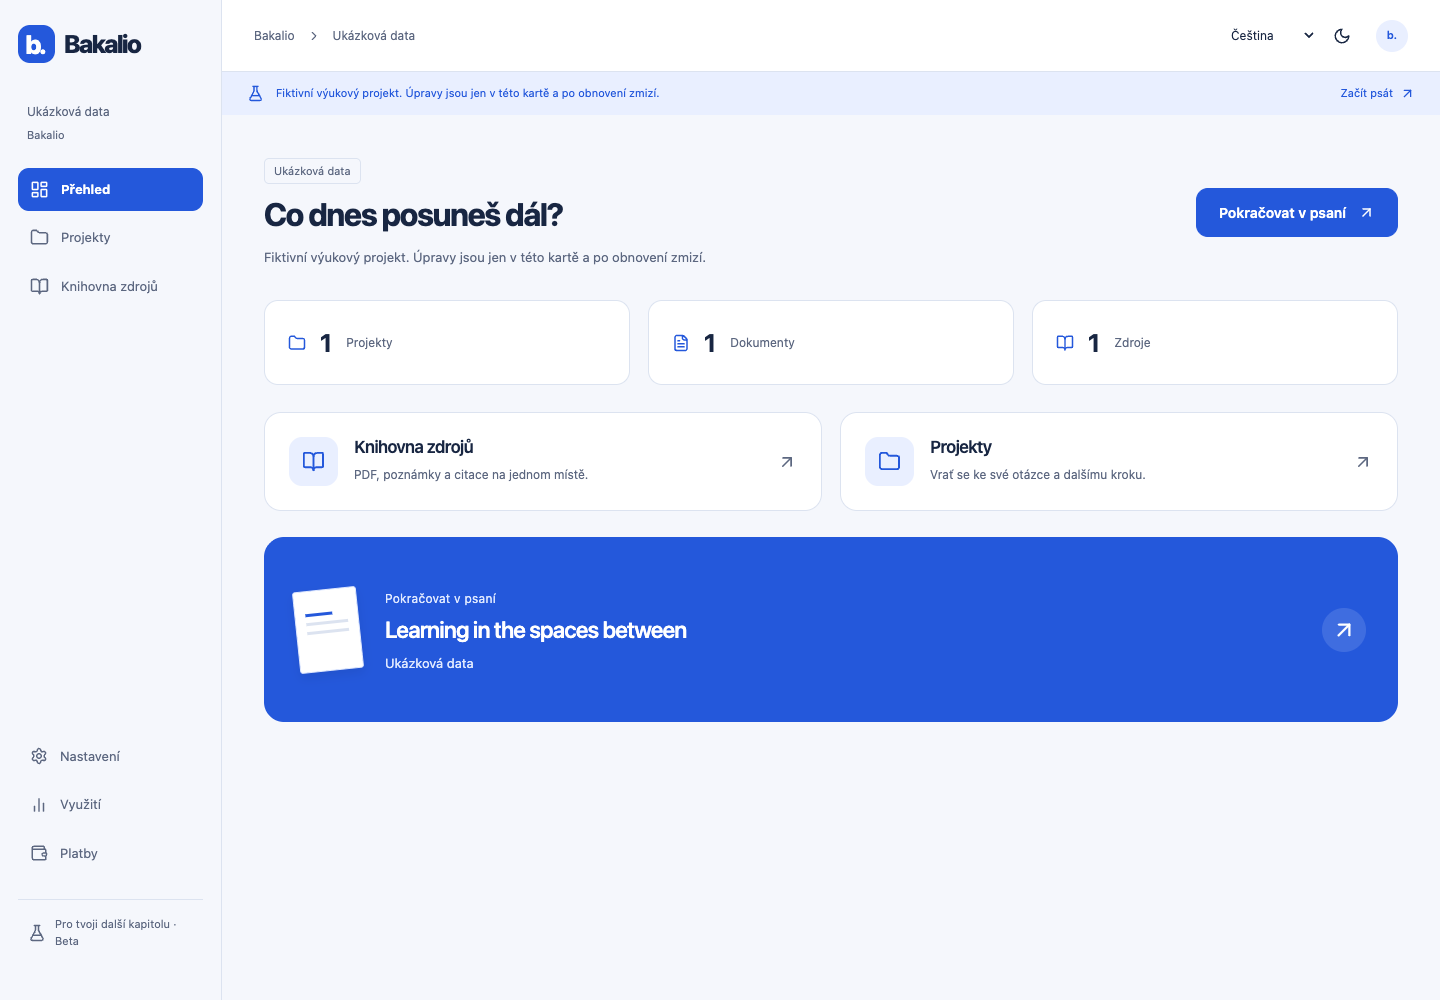 b. Bakalio
Ukázková data
Bakalio
Přehled
Projekty
Knihovna zdrojů
Nastavení
Využití
Platby
Pro tvoji další kapitolu ·
Beta
Bakalio > Ukázková data
Čeština
b.
Fiktivní výukový projekt. Úpravy jsou jen v této kartě a po obnovení zmizí.
Začít psát
Ukázková data
Co dnes posuneš dál?
Fiktivní výukový projekt. Úpravy jsou jen v této kartě a po obnovení zmizí.
Pokračovat v psaní
1 Projekty
1 Dokumenty
1 Zdroje
Knihovna zdrojů
PDF, poznámky a citace na jednom místě.
Projekty
Vrať se ke své otázce a dalšímu kroku.
Pokračovat v psaní
Learning in the spaces between
Ukázková data